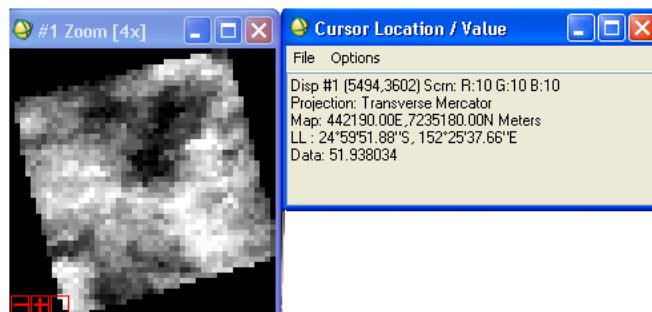 #1 Zoom [4x]
Cursor Location / Value
File Options
Disp #1 (5494,3602) Scrn: R:10 G:10 B:10
Projection: Transverse Mercator
Map: 442190.00E,7235180.00N Meters
LL : 24°59'51.88"S, 152°25'37.66"E
Data: 51.938034